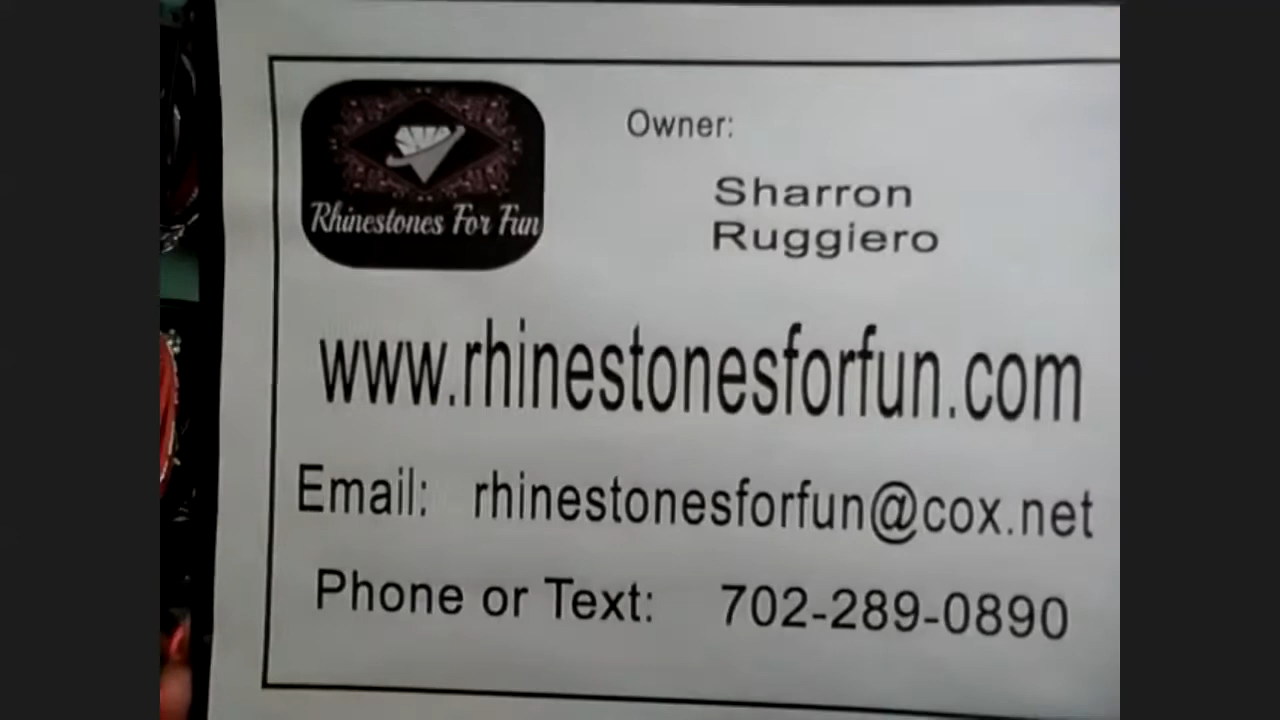 Rhinestones For Fun
Owner:
Sharron
Ruggiero
www.rhinestonesforfun.com
Email: rhinestonesforfun@cox.net
Phone or Text: 702-289-0890